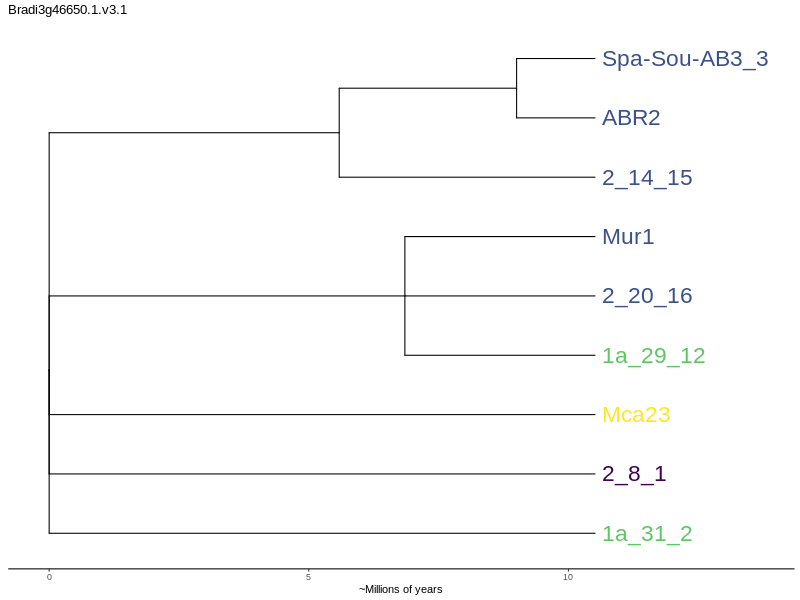 Bradi3g46650.1.v3.1
Spa-Sou-AB3_3
ABR2
2_14_15
Mur1
2_20_16
1a_29_12
Mca23
2_8_1
1a_31_2
0 5 10
~Millions of years